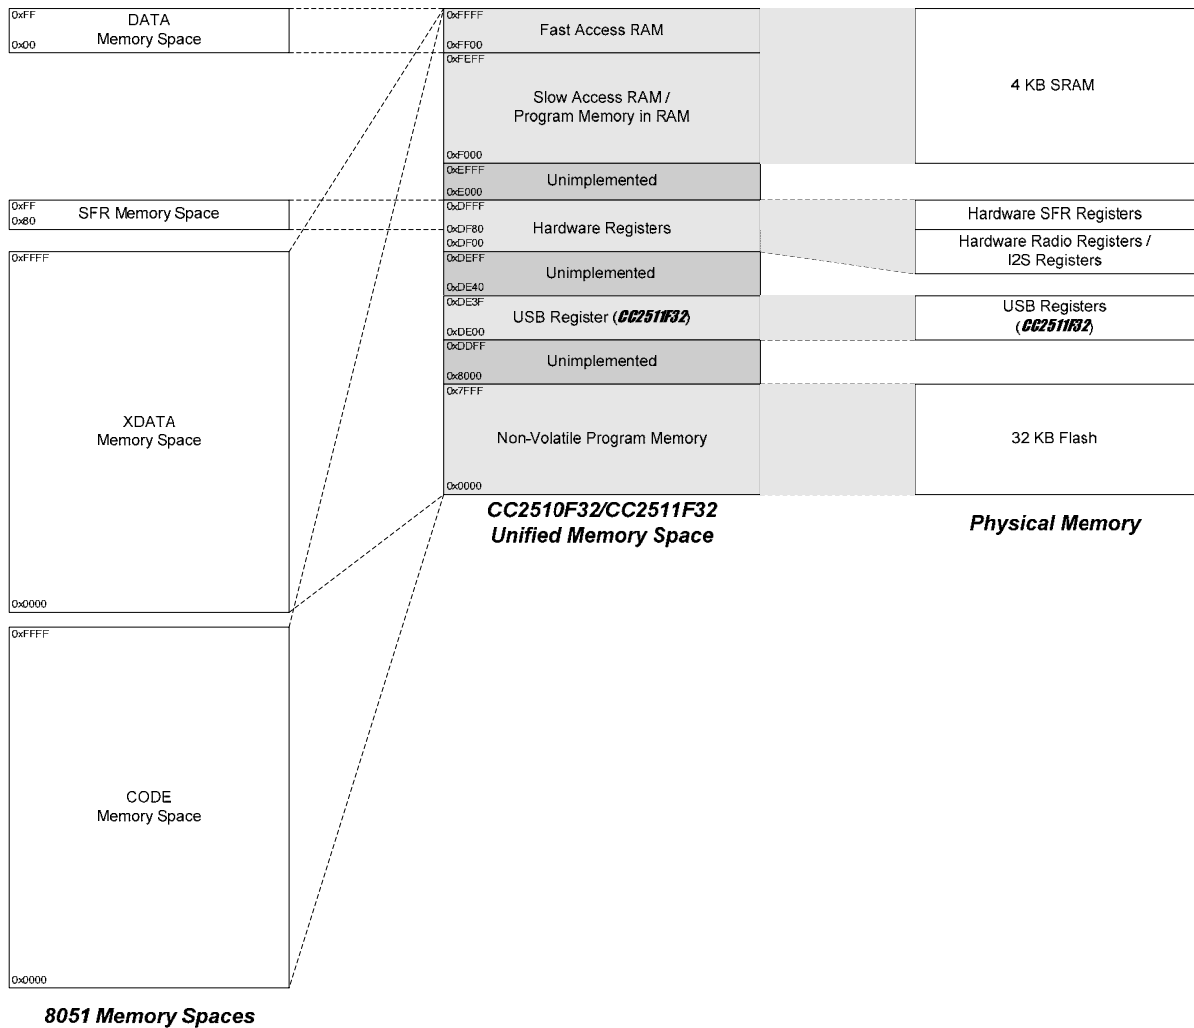 0xFF
DATA
Memory Space
0x00
0xFF
SFR Memory Space
0x80
0xFFFF
XDATA
Memory Space
0x0000
0xFFFF
CODE
Memory Space
0x0000
8051 Memory Spaces
0xFFFF
Fast Access RAM
0xFF00
0xFEFF
Slow Access RAM /
Program Memory in RAM
0xF000
0xEFFF
Unimplemented
0xE000
0xDFFF
Hardware Registers
0xDF80
0xDF00
0xDEFF
Unimplemented
0xDE40
0xDE3F
USB Register (CC2511F32)
0xDE00
0xDDFF
Unimplemented
0x8000
0x7FFF
Non-Volatile Program Memory
0x0000
CC2510F32/CC2511F32
Unified Memory Space
4 KB SRAM
Hardware SFR Registers
Hardware Radio Registers /
I2S Registers
USB Registers
(CC2511F32)
32 KB Flash
Physical Memory